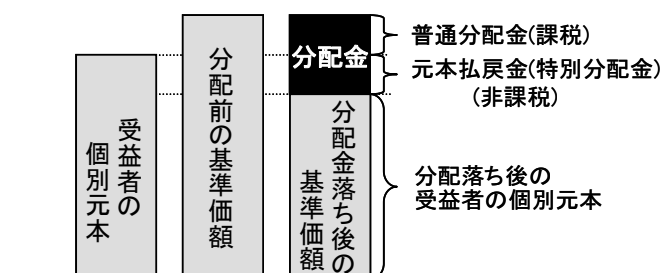 受益者の
個別元本
分配前の基準価額
分配金
分配金落ち後の
基準価額
普通分配金(課税)
元本払戻金(特別分配金)
(非課税)
分配落ち後の
受益者の個別元本